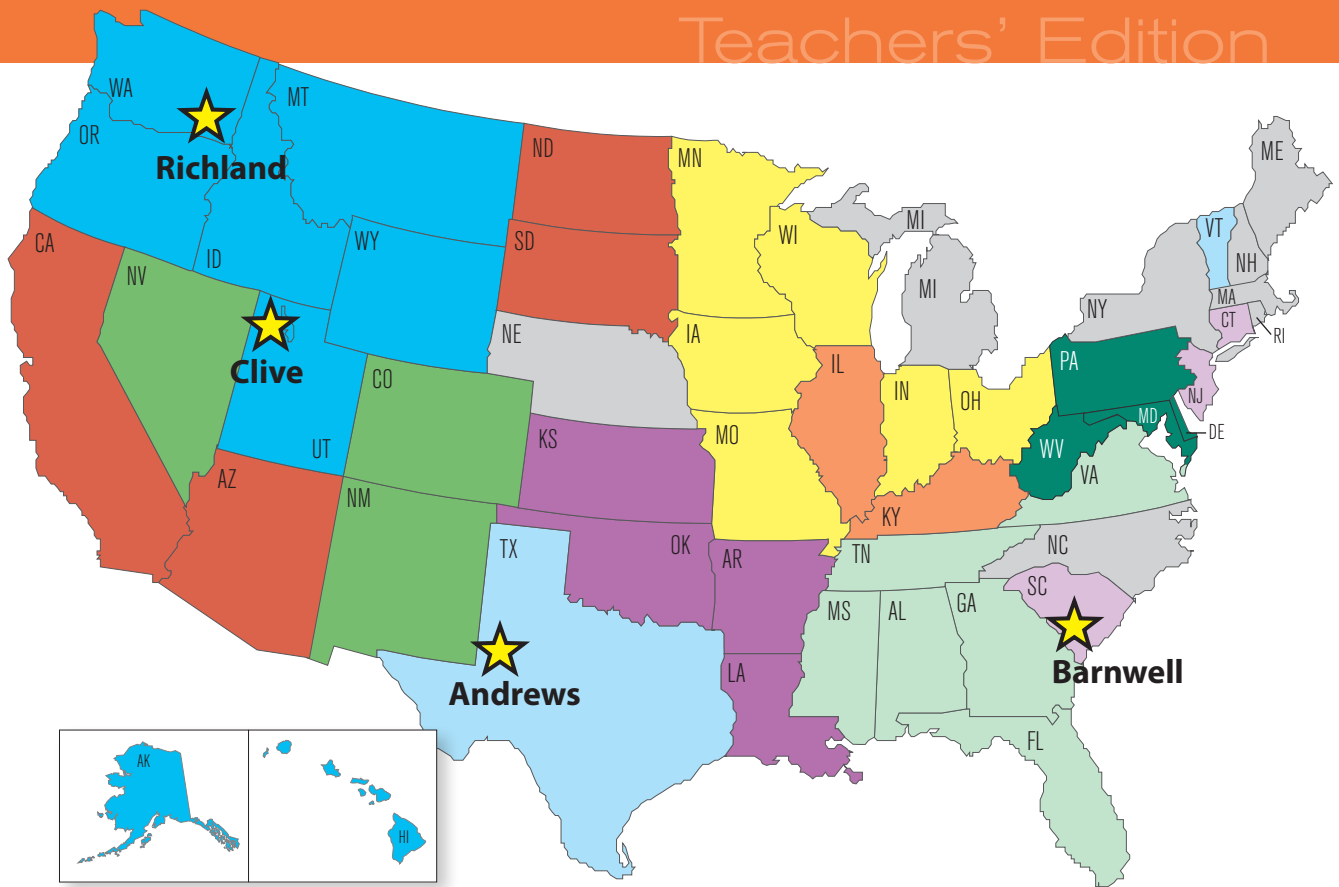 Teachers' Edition
WA
MT
OR
Richland
ND
MN
ME
CA
SD
WI
MI
VT
NH
WY
ID
NV
MI
MA
NY
CT
RI
NE
IA
Clive
CO
IL
IN
OH
PA
NJ
MD
DE
UT
KS
MO
WV
VA
AZ
NM
KY
OK
TX
AR
TN
NC
SC
MS
AL
GA
Andrews
LA
Barnwell
FL
AK
HI